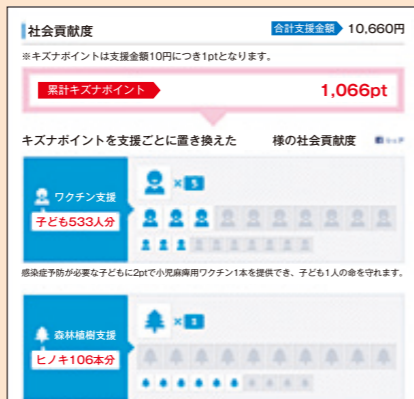 社会貢献度
合計支援金額 10,660円
※キズナポイントは支援金額10円につき1ptとなります。
累計キズナポイント 1,066pt
キズナポイントを支援ごとに置き換えた 様の社会貢献度
ワクチン支援
×5
子ども533人分
感染症予防が必要な子どもに2ptで小児麻痺用ワクチン1本を提供でき、子ども1人の命を守れます。
森林植樹支援
ヒノキ106本分